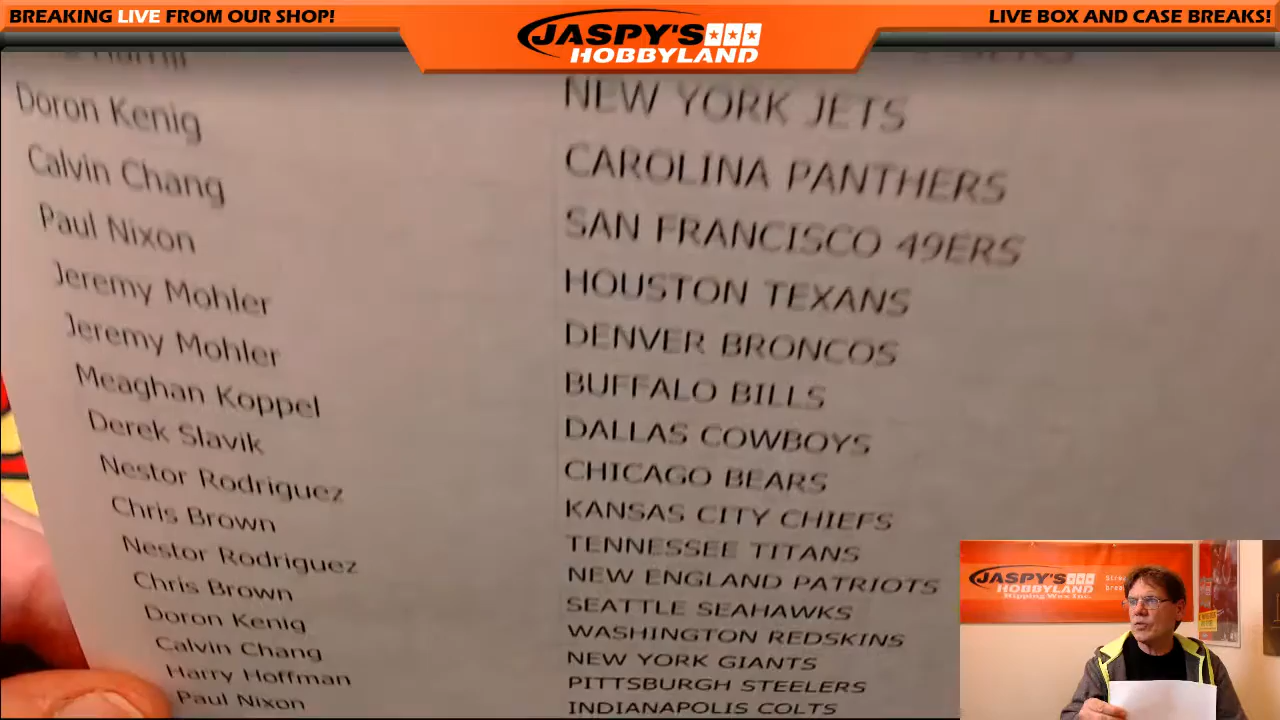 BREAKING LIVE FROM OUR SHOP!
JASPY'S
HOBBYLAND
LIVE BOX AND CASE BREAKS!
Doron Kenig NEW YORK JETS
Calvin Chang CAROLINA PANTHERS
Paul Nixon SAN FRANCISCO 49ERS
Jeremy Mohler HOUSTON TEXANS
Jeremy Mohler DENVER BRONCOS
Meaghan Koppel BUFFALO BILLS
Derek Slavik DALLAS COWBOYS
Nestor Rodriguez CHICAGO BEARS
Chris Brown KANSAS CITY CHIEFS
Nestor Rodriguez TENNESSEE TITANS
Chris Brown NEW ENGLAND PATRIOTS
Doron Kenig SEATTLE SEAHAWKS
Calvin Chang WASHINGTON REDSKINS
Harry Hoffman NEW YORK GIANTS
Paul Nixon PITTSBURGH STEELERS
INDIANAPOLIS COLTS
JASPY'S
HOBBYLAND
Ripping Wax Inc.